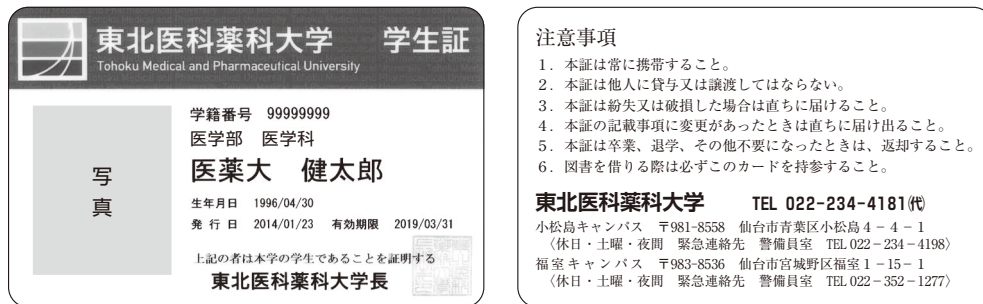 東北医科薬科大学 学生証
Tohoku Medical and Pharmaceutical University
写
真
学籍番号 99999999
医学部 医学科
医薬大 健太郎
生年月日 1996/04/30
発行日 2014/01/23 有効期限 2019/03/31
上記の者は本学の学生であることを証明する
東北医科薬科大学長
注意事項
1．本証は常に携帯すること。
2．本証は他人に貸与又は譲渡してはならない。
3．本証は紛失又は破損した場合は直ちに届けること。
4．本証の記載事項に変更があったときは直ちに届け出ること。
5．本証は卒業、退学、その他不要になったときは、返却すること。
6．図書を借りる際は必ずこのカードを持参すること。
東北医科薬科大学 TEL 022-234-4181㈹
小松島キャンパス 〒981-8558 仙台市青葉区小松島4－4－1
〈休日・土曜・夜間 緊急連絡先 警備員室 TEL 022－234－4198〉
福室キャンパス 〒983-8536 仙台市宮城野区福室1－15－1
〈休日・土曜・夜間 緊急連絡先 警備員室 TEL 022－352－1277〉